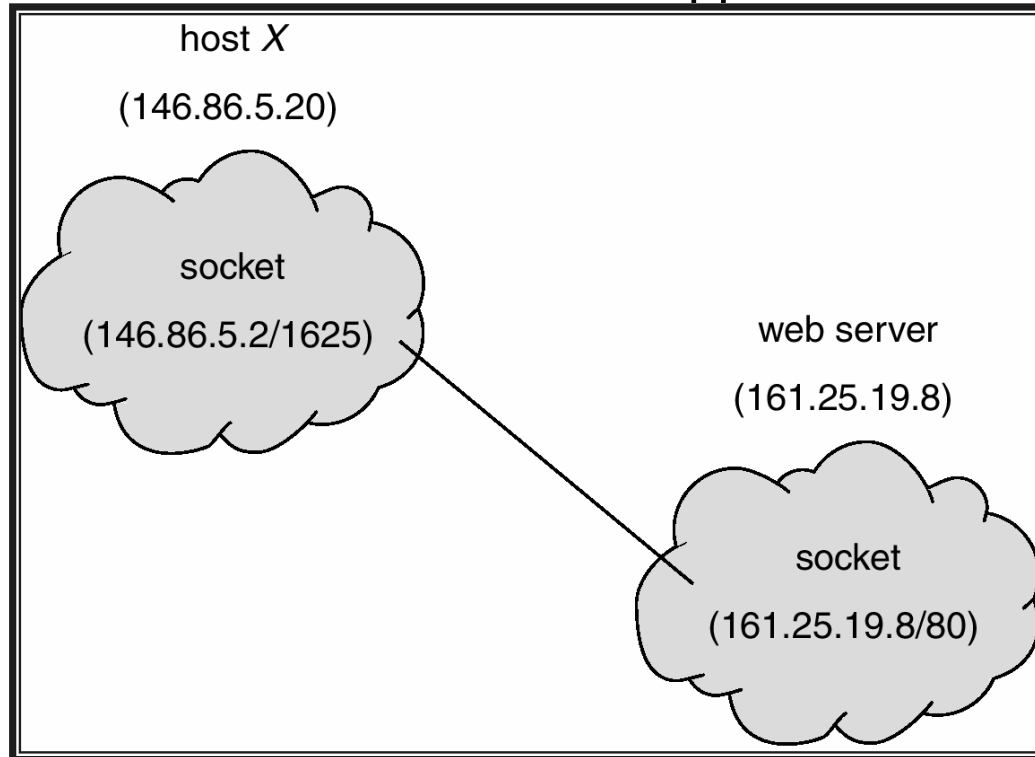 host X
(146.86.5.20)
socket
(146.86.5.2/1625)
web server
(161.25.19.8)
socket
(161.25.19.8/80)